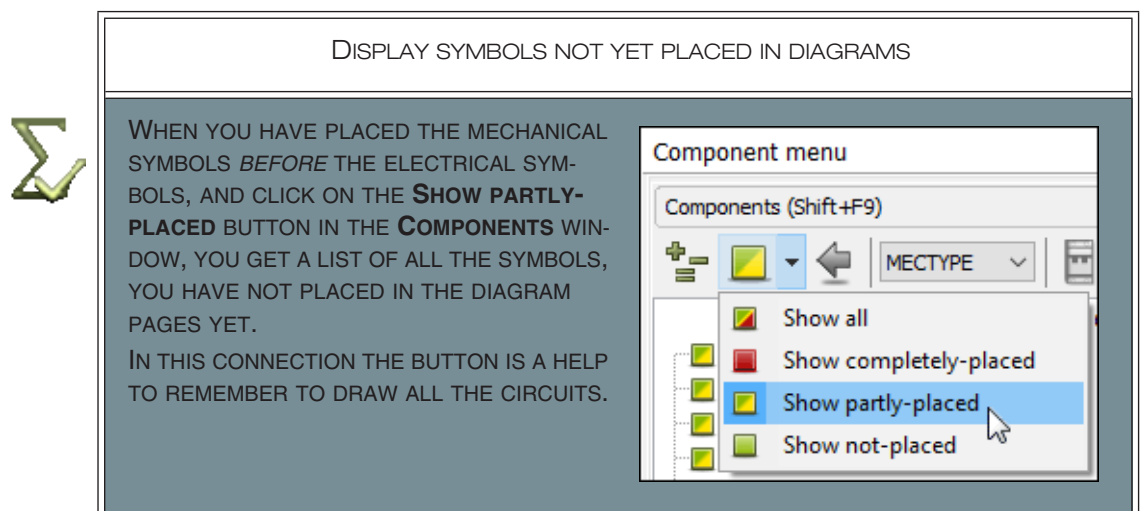 DISPLAY SYMBOLS NOT YET PLACED IN DIAGRAMS
WHEN YOU HAVE PLACED THE MECHANICAL
SYMBOLS BEFORE THE ELECTRICAL SYM-
BOLS, AND CLICK ON THE SHOW PARTLY-
PLACED BUTTON IN THE COMPONENTS WIN-
DOW, YOU GET A LIST OF ALL THE SYMBOLS,
YOU HAVE NOT PLACED IN THE DIAGRAM
PAGES YET.
IN THIS CONNECTION THE BUTTON IS A HELP
TO REMEMBER TO DRAW ALL THE CIRCUITS.
Component menu
Components (Shift+F9)
MECTYPE
Show all
Show completely-placed
Show partly-placed
Show not-placed